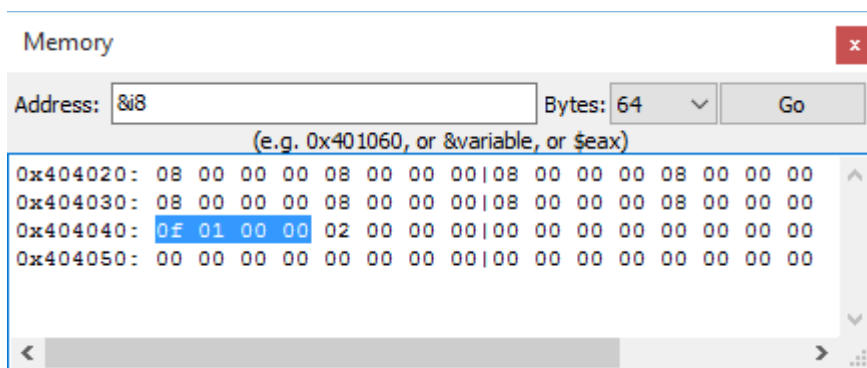 Memory
x
Address: &i8 Bytes: 64 Go
(e.g. 0x401060, or &variable, or $eax)
0x404020: 08 00 00 00 08 00 00 00|08 00 00 00 08 00 00 00
0x404030: 08 00 00 00 08 00 00 00|08 00 00 00 08 00 00 00
0x404040: 0f 01 00 00 02 00 00 00|00 00 00 00 00 00 00 00
0x404050: 00 00 00 00 00 00 00 00|00 00 00 00 00 00 00 00